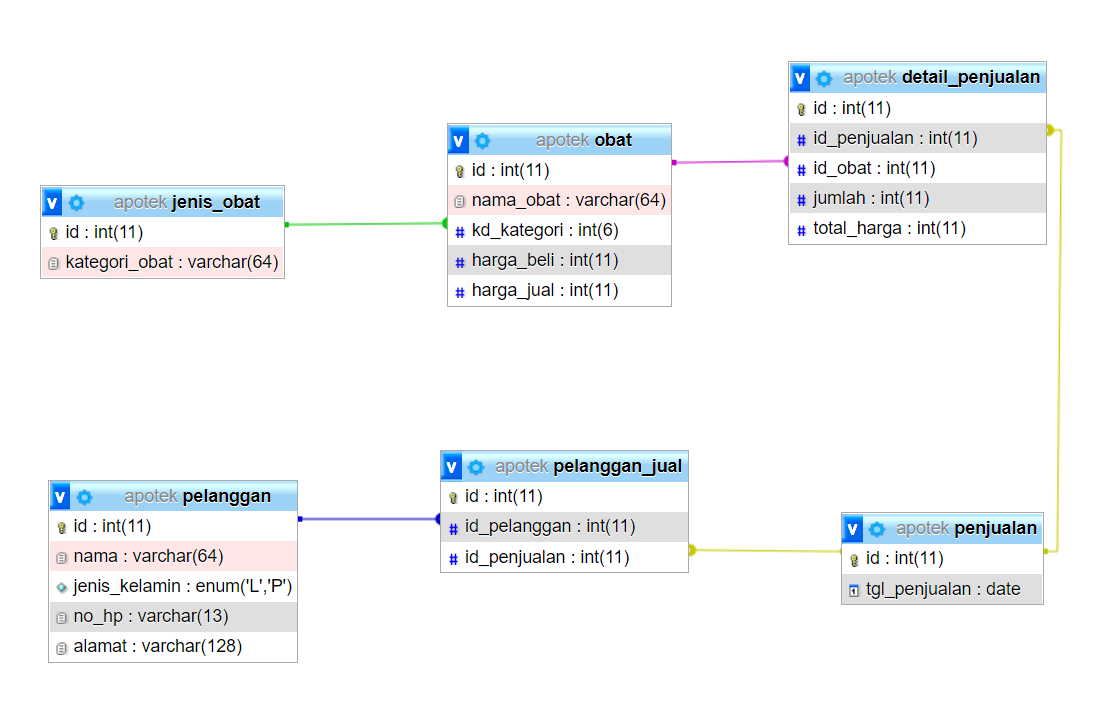 apotek jenis_obat
id : int(11)
kategori_obat : varchar(64)
v apotek obat
id : int(11)
nama_obat : varchar(64)
# kd_kategori : int(6)
# harga_beli : int(11)
# harga_jual : int(11)
v apotek detail_penjualan
id : int(11)
# id_penjualan : int(11)
# id_obat : int(11)
# jumlah : int(11)
# total_harga : int(11)
v apotek pelanggan
id : int(11)
nama : varchar(64)
jenis_kelamin : enum('L','P')
no_hp : varchar(13)
alamat : varchar(128)
v apotek pelanggan_jual
id : int(11)
# id_pelanggan : int(11)
# id_penjualan : int(11)
v apotek penjualan
id : int(11)
tgl_penjualan : date